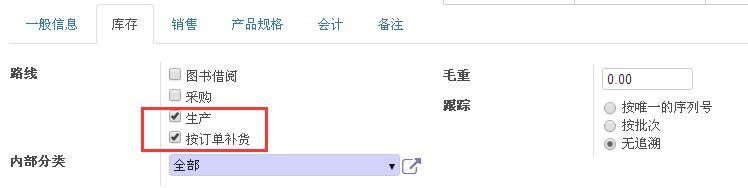 一般信息 库存 销售 产品规格 会计 备注
路线
图书借阅
采购
生产
按订单补货
内部分类 全部
毛重 0.00
跟踪
按唯一的序列号
按批次
无追溯